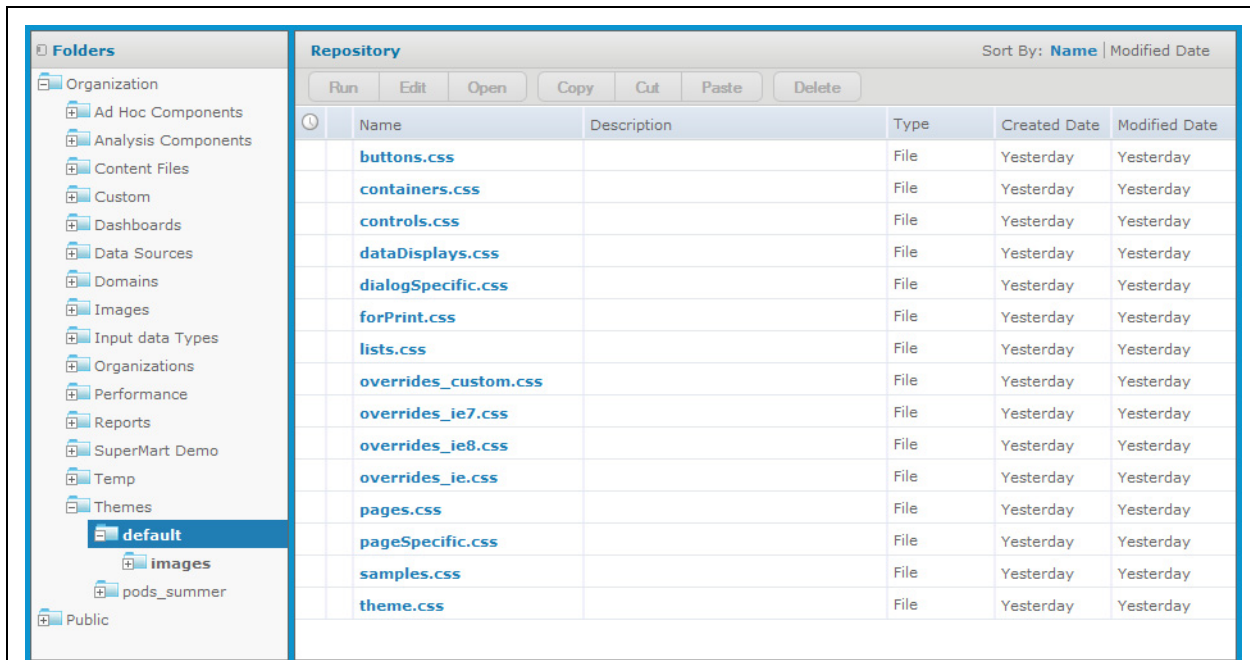 Folders
Organization
Ad Hoc Components
Analysis Components
Content Files
Custom
Dashboards
Data Sources
Domains
Images
Input data Types
Organizations
Performance
Reports
SuperMart Demo
Temp
Themes
default
images
pods_summer
Public
Repository Sort By: Name | Modified Date
Run Edit Open Copy Cut Paste Delete
Name Description Type Created Date Modified Date
buttons.css File Yesterday Yesterday
containers.css File Yesterday Yesterday
controls.css File Yesterday Yesterday
dataDisplays.css File Yesterday Yesterday
dialogSpecific.css File Yesterday Yesterday
forPrint.css File Yesterday Yesterday
lists.css File Yesterday Yesterday
overrides_custom.css File Yesterday Yesterday
overrides_ie7.css File Yesterday Yesterday
overrides_ie8.css File Yesterday Yesterday
overrides_ie.css File Yesterday Yesterday
pages.css File Yesterday Yesterday
pageSpecific.css File Yesterday Yesterday
samples.css File Yesterday Yesterday
theme.css File Yesterday Yesterday